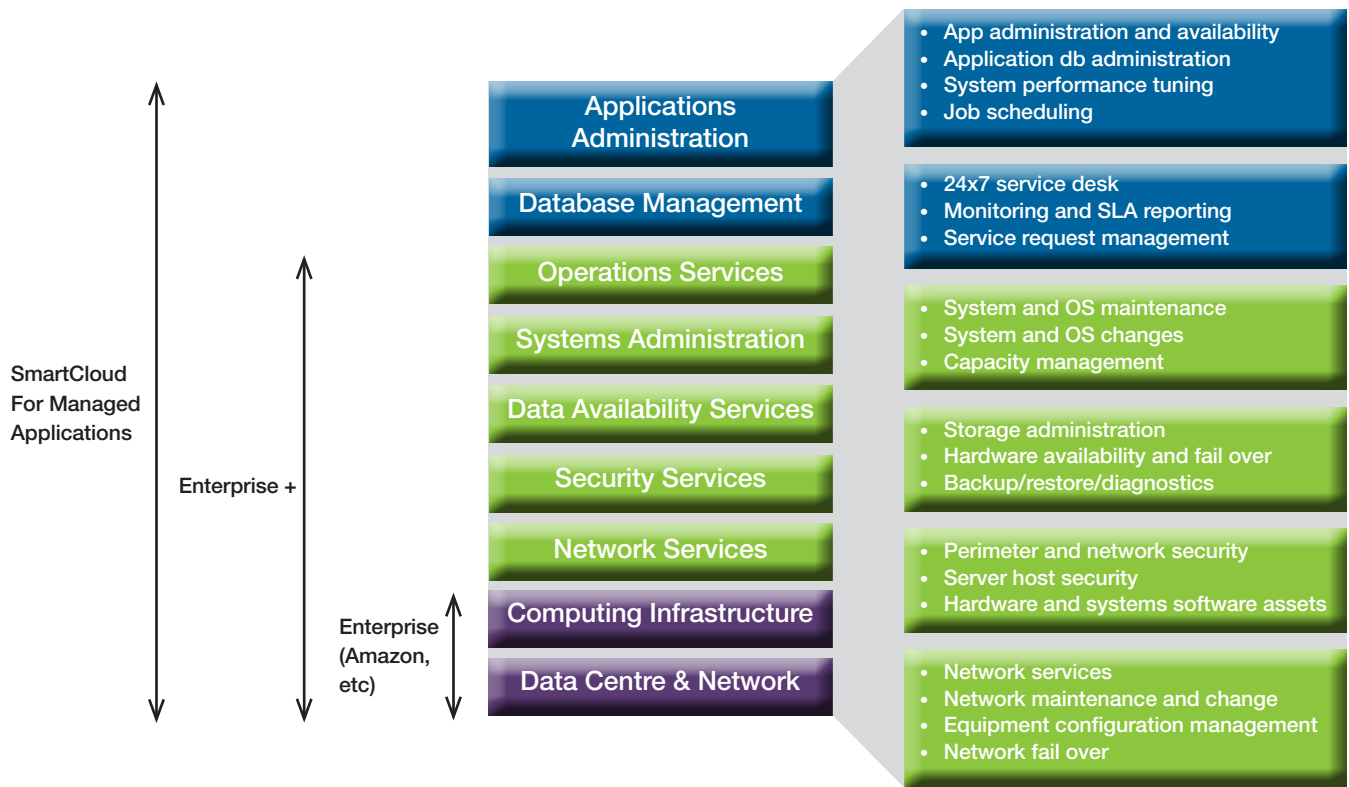 SmartCloud
For Managed
Applications
Enterprise +
Enterprise
(Amazon,
etc)
Applications
Administration
Database Management
Operations Services
Systems Administration
Data Availability Services
Security Services
Network Services
Computing Infrastructure
Data Centre & Network
• App administration and availability
• Application db administration
• System performance tuning
• Job scheduling
• 24x7 service desk
• Monitoring and SLA reporting
• Service request management
• System and OS maintenance
• System and OS changes
• Capacity management
• Storage administration
• Hardware availability and fail over
• Backup/restore/diagnostics
• Perimeter and network security
• Server host security
• Hardware and systems software assets
• Network services
• Network maintenance and change
• Equipment configuration management
• Network fail over